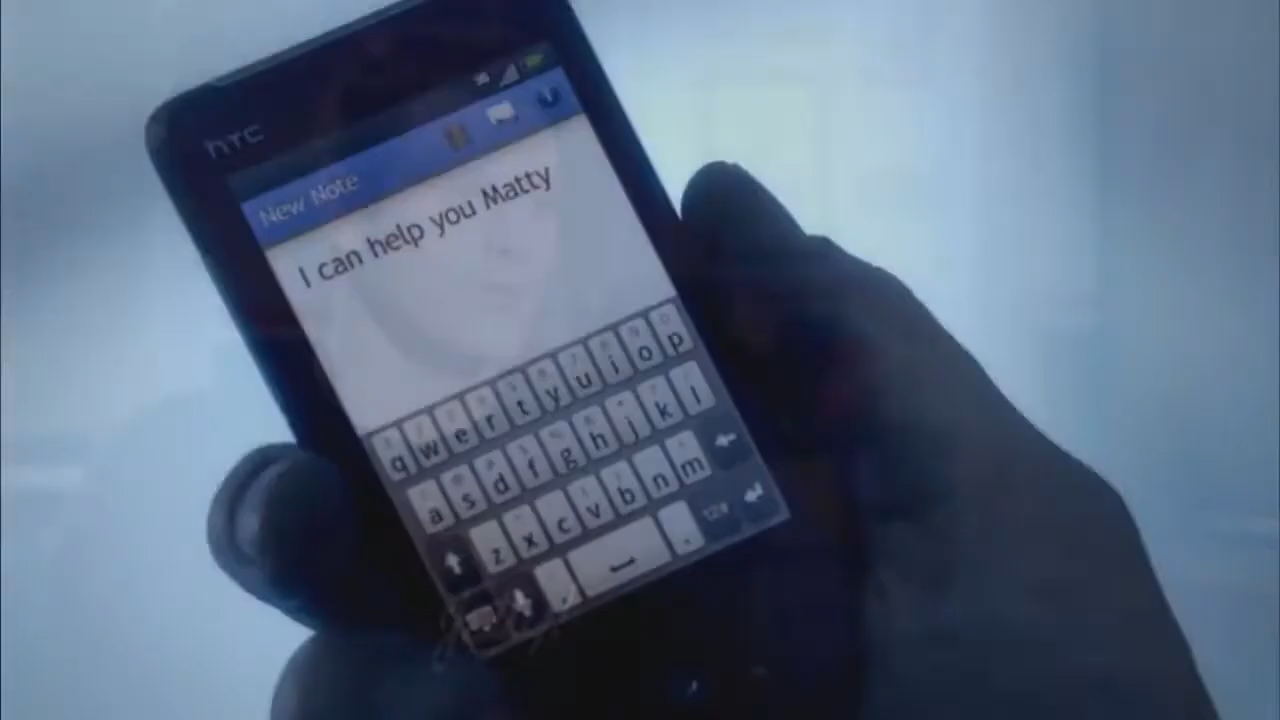 hTC
New Note
I can help you Matty
q w e r t y u i o p
a s d f g h j k l
z x c v b n m
, .
12#